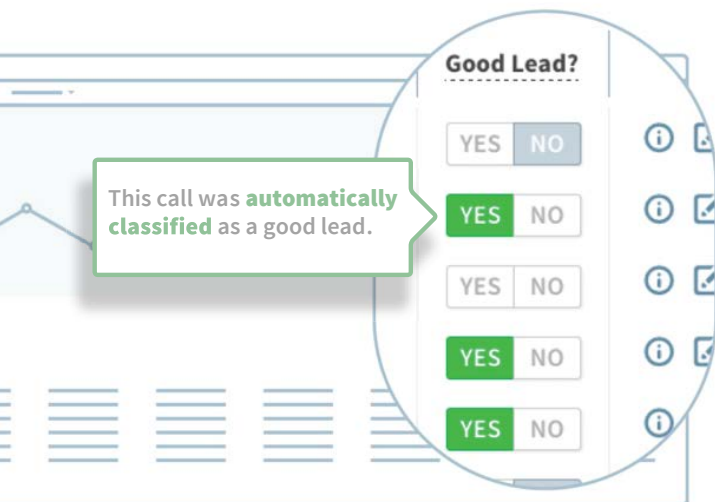 Good Lead?
YES NO
This call was automatically
classified as a good lead.
YES NO
YES NO
YES NO
YES NO